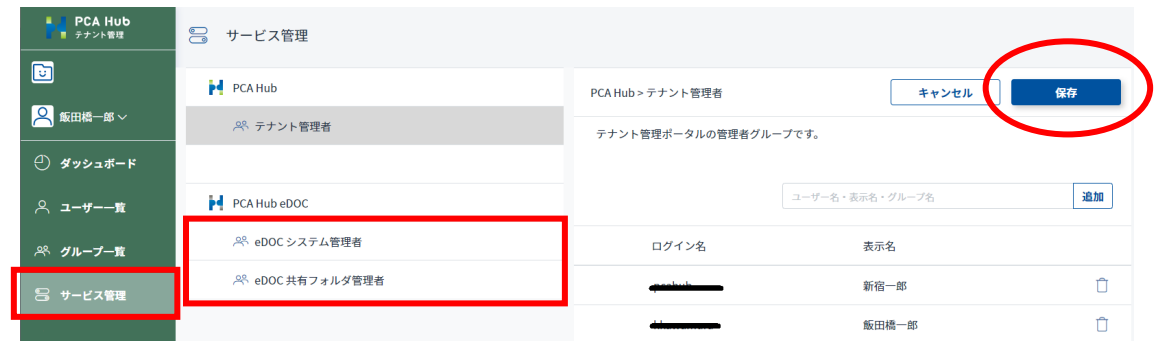 PCA Hub
テナント管理
飯田橋一郎
ダッシュボード
ユーザー一覧
グループ一覧
サービス管理
サービス管理
PCA Hub
テナント管理者
PCA Hub eDOC
eDOC システム管理者
eDOC 共有フォルダ管理者
PCA Hub > テナント管理者
キャンセル
保存
テナント管理ポータルの管理者グループです。
ユーザー名・表示名・グループ名
追加
ログイン名 表示名
新宿一郎
飯田橋一郎